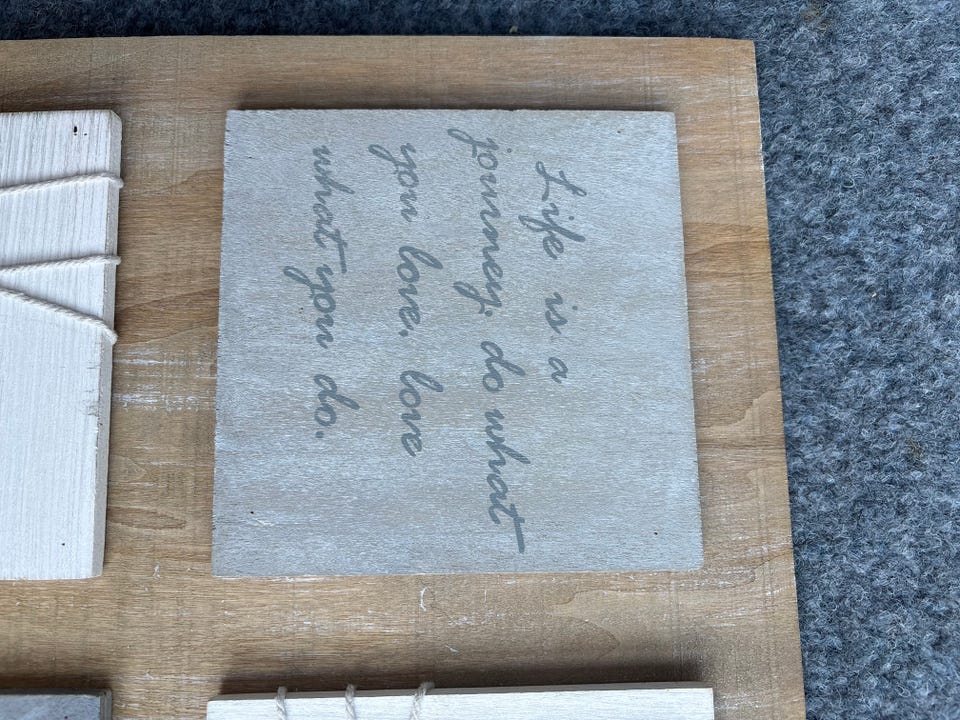 Life is a
journey, do what
you love, love
what you do.